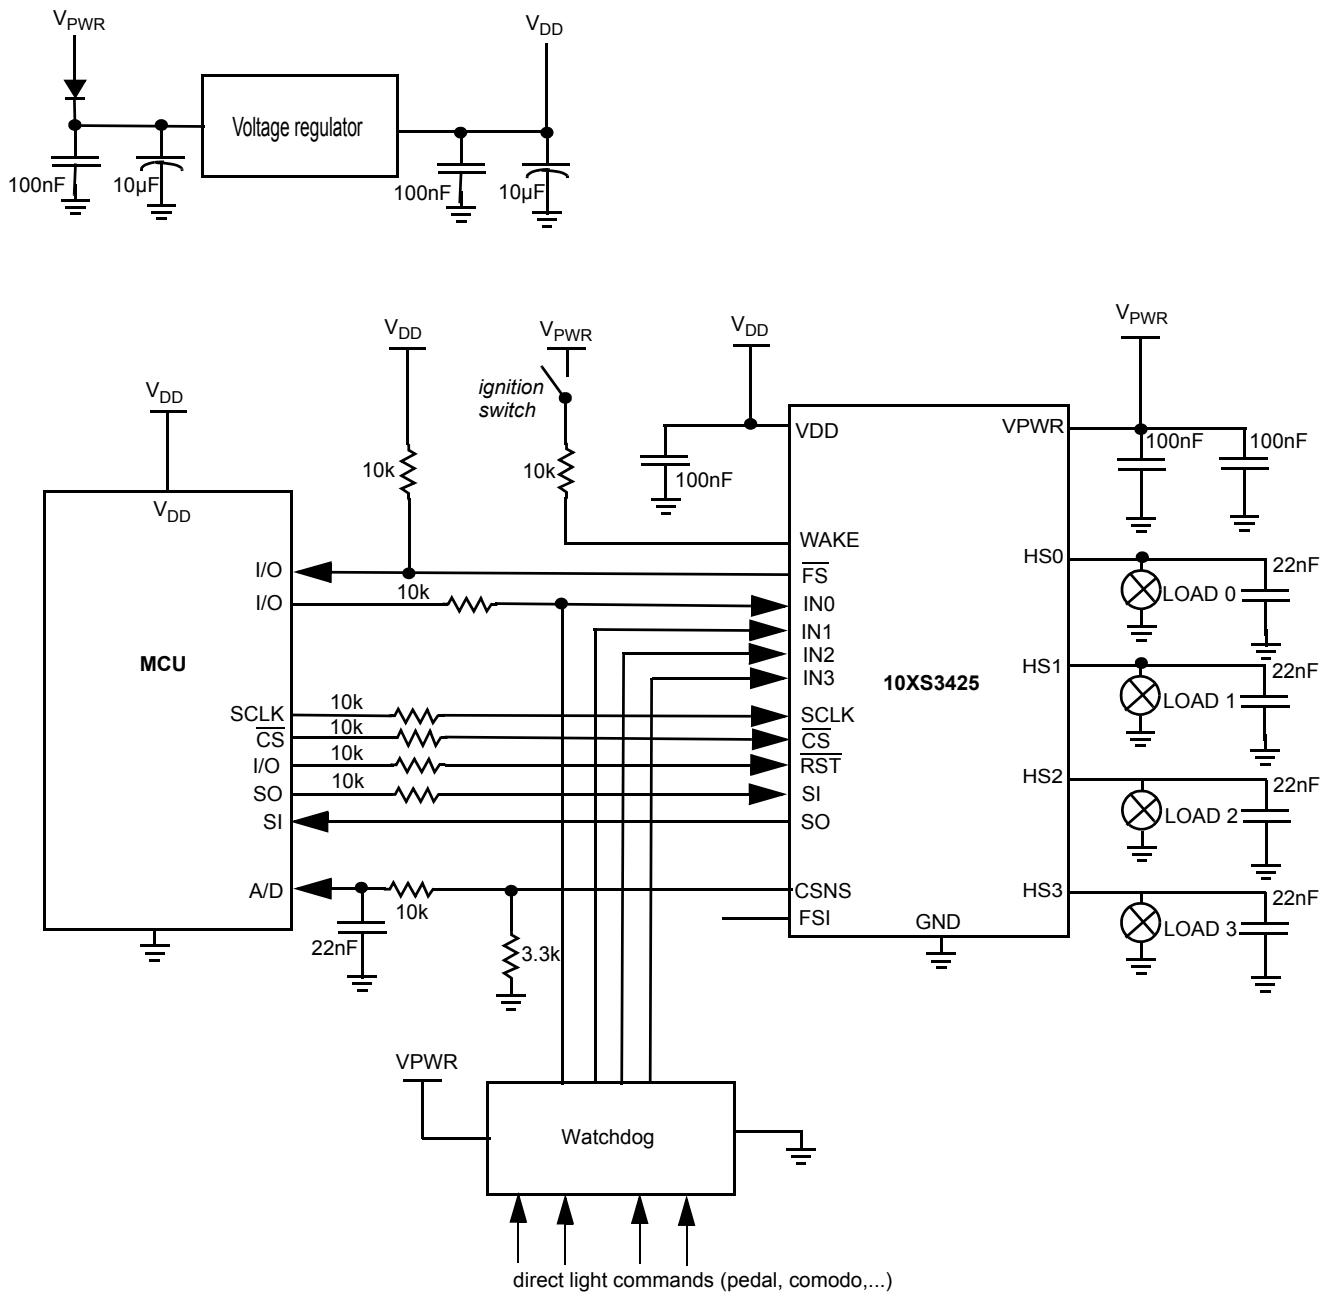 VPWR
VDD
Voltage regulator
100nF
10µF
100nF
10µF
VDD
VPWR
VDD
VPWR
VDD
ignition
switch
VDD
10k
10k
100nF
VDD
VPWR
100nF
100nF
WAKE
I/O
FS
HS0
22nF
I/O
10k
IN0
LOAD 0
IN1
IN2
IN3
MCU
10XS3425
HS1
22nF
LOAD 1
SCLK
10k
SCLK
CS
10k
CS
I/O
10k
RST
SO
10k
SI
SI
SO
HS2
22nF
LOAD 2
A/D
10k
CSNS
FSI
GND
HS3
22nF
LOAD 3
22nF
3.3k
VPWR
Watchdog
direct light commands (pedal, comodo,...)